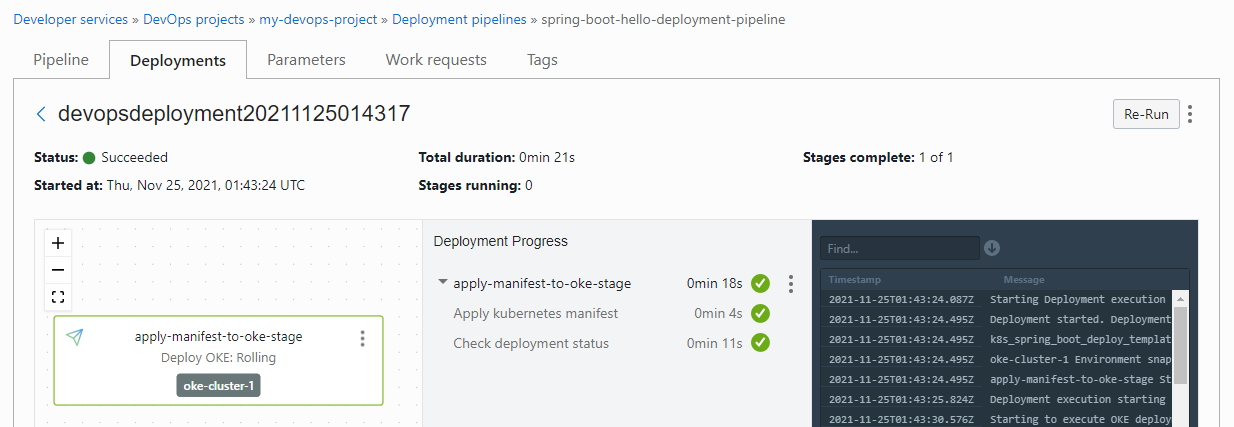 Developer services » DevOps projects » my-devops-project » Deployment pipelines » spring-boot-hello-deployment-pipeline
Pipeline Deployments Parameters Work requests Tags
devopsdeployment20211125014317
Re-Run
Status: Succeeded
Total duration: 0min 21s
Stages complete: 1 of 1
Started at: Thu, Nov 25, 2021, 01:43:24 UTC
Stages running: 0
apply-manifest-to-oke-stage
Deploy OKE: Rolling
oke-cluster-1
Deployment Progress
apply-manifest-to-oke-stage 0min 18s
Apply kubernetes manifest 0min 4s
Check deployment status 0min 11s
Find...
Timestamp Message
2021-11-25T01:43:24.087Z Starting Deployment execution
2021-11-25T01:43:24.495Z Deployment started. Deployment
2021-11-25T01:43:24.495Z k8s_spring_boot_deploy_templat
2021-11-25T01:43:24.495Z oke-cluster-1 Environment snap
2021-11-25T01:43:24.495Z apply-manifest-to-oke-stage St
2021-11-25T01:43:25.824Z Deployment execution starting
2021-11-25T01:43:30.576Z Starting to execute OKE deploy